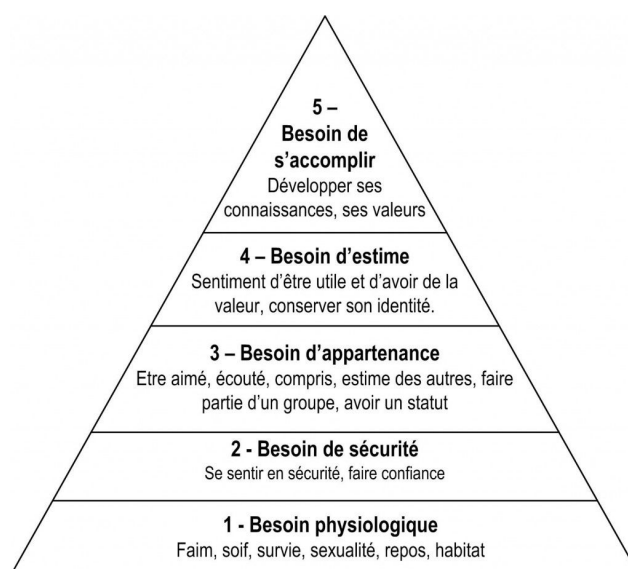 5 –
Besoin de
s’accomplir
Développer ses
connaissances, ses valeurs
4 – Besoin d’estime
Sentiment d’être utile et d’avoir de la
valeur, conserver son identité.
3 – Besoin d’appartenance
Etre aimé, écouté, compris, estime des autres, faire
partie d’un groupe, avoir un statut
2 - Besoin de sécurité
Se sentir en sécurité, faire confiance
1 - Besoin physiologique
Faim, soif, survie, sexualité, repos, habitat